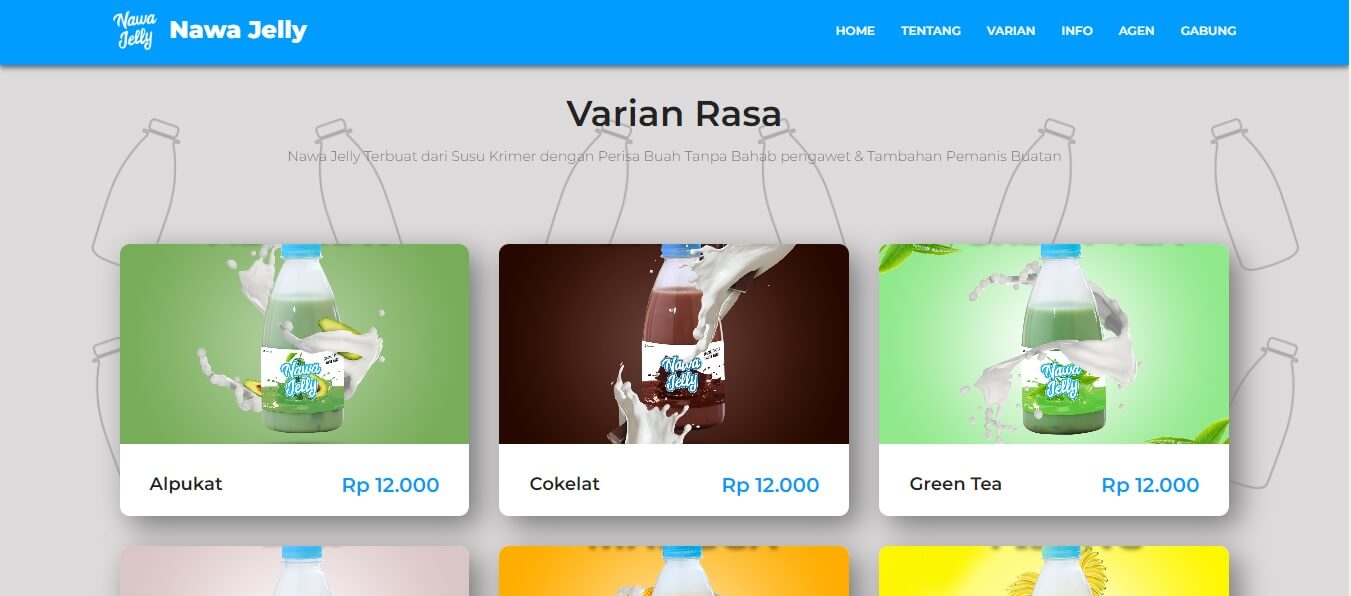 Nawa
Jelly
Nawa Jelly
HOME TENTANG VARIAN INFO AGEN GABUNG
Varian Rasa
Nawa Jelly Terbuat dari Susu Krimer dengan Perisa Buah Tanpa Bahab pengawet & Tambahan Pemanis Buatan
Nawa
Jelly
Nawa
Jelly
Nawa
Jelly
Alpukat Rp 12.000
Cokelat Rp 12.000
Green Tea Rp 12.000